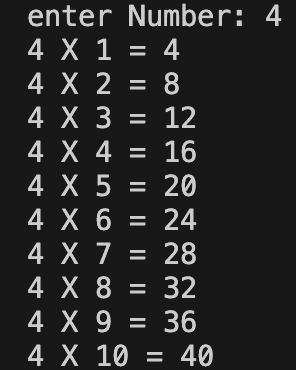 enter Number: 4
4 X 1 = 4
4 X 2 = 8
4 X 3 = 12
4 X 4 = 16
4 X 5 = 20
4 X 6 = 24
4 X 7 = 28
4 X 8 = 32
4 X 9 = 36
4 X 10 = 40